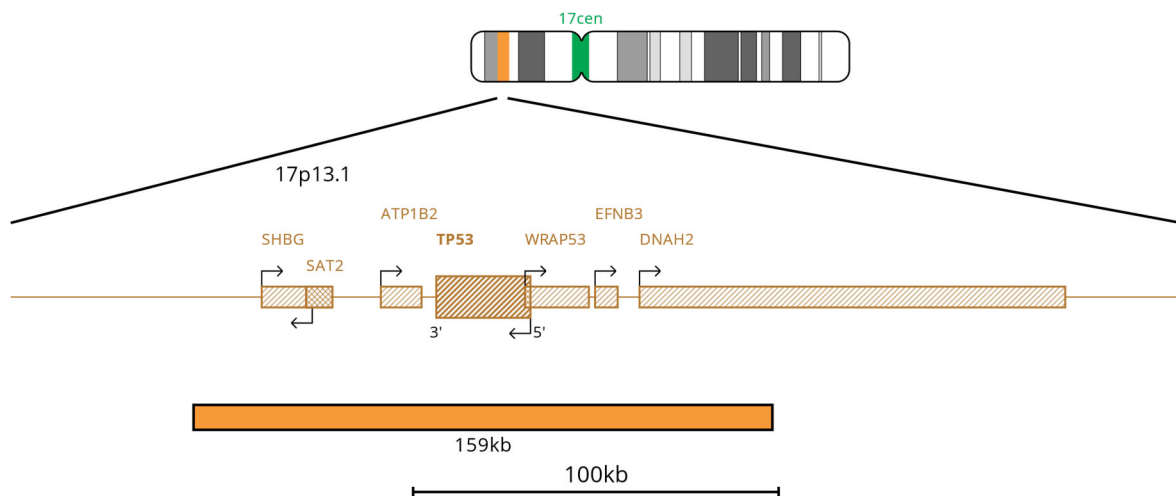 17cen
17p13.1
ATP1B2 EFNB3
SHBG TP53 WRAP53 DNAH2
SAT2
3' 5'
159kb
100kb